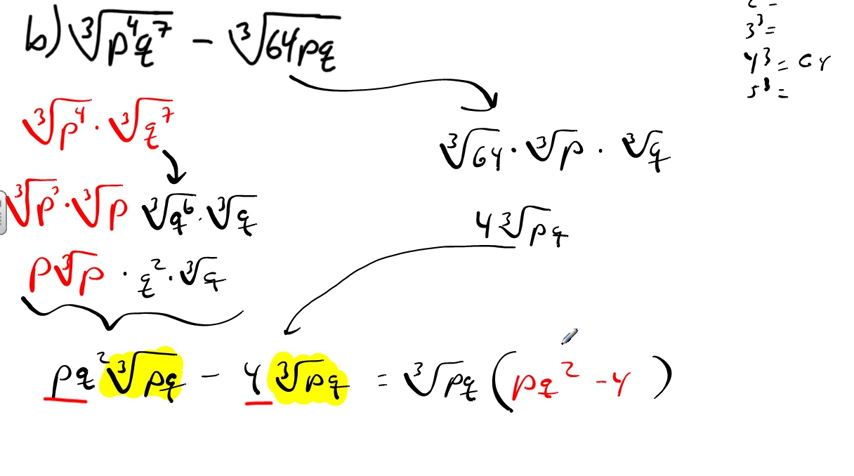 b) ∛(p⁴q⁷) - ∛(64pq)
3³ =
4³ = 64
5³ =
∛p⁴ · ∛q⁷
∛64 · ∛p · ∛q
∛p³ · ∛p ∛q⁶ · ∛q
4∛pq
p∛p · q² · ∛q
pq²∛pq - 4∛pq = ∛pq (pq² - 4)